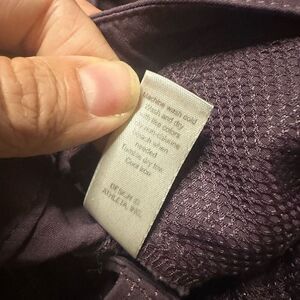 Machine wash cold
Wash and dry
with like colors
Only non-chlorine
bleach when
needed
Tumble dry low
Cool iron
DESIGN ©
ATHLETA, INC.